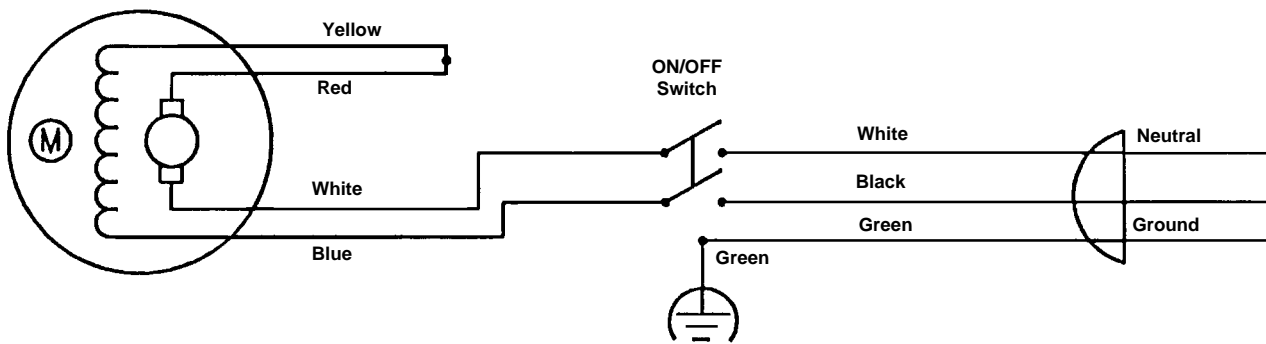 Yellow
Red
ON/OFF
Switch
M
White
Neutral
White
Black
Green
Ground
Blue
Green